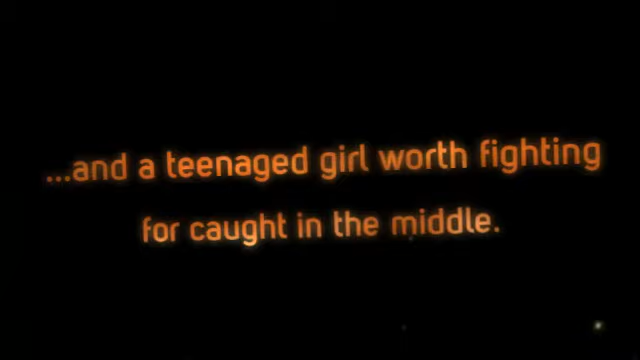 ...and a teenaged girl worth fighting
for caught in the middle.